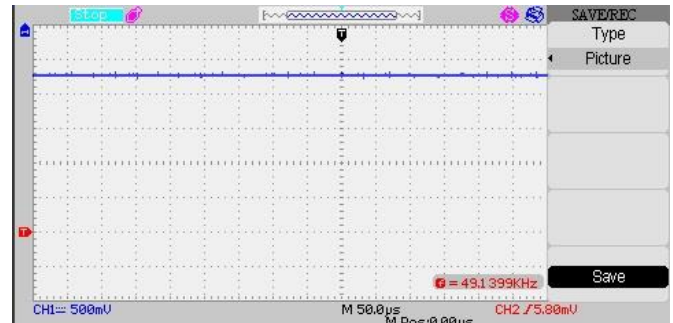 Stop
T
SAVE/REC
Type
Picture
T
= 49.1399KHz
Save
CH1 500mV
M 50.0μs
CH2 5.80mV
M Pos:0.00μs